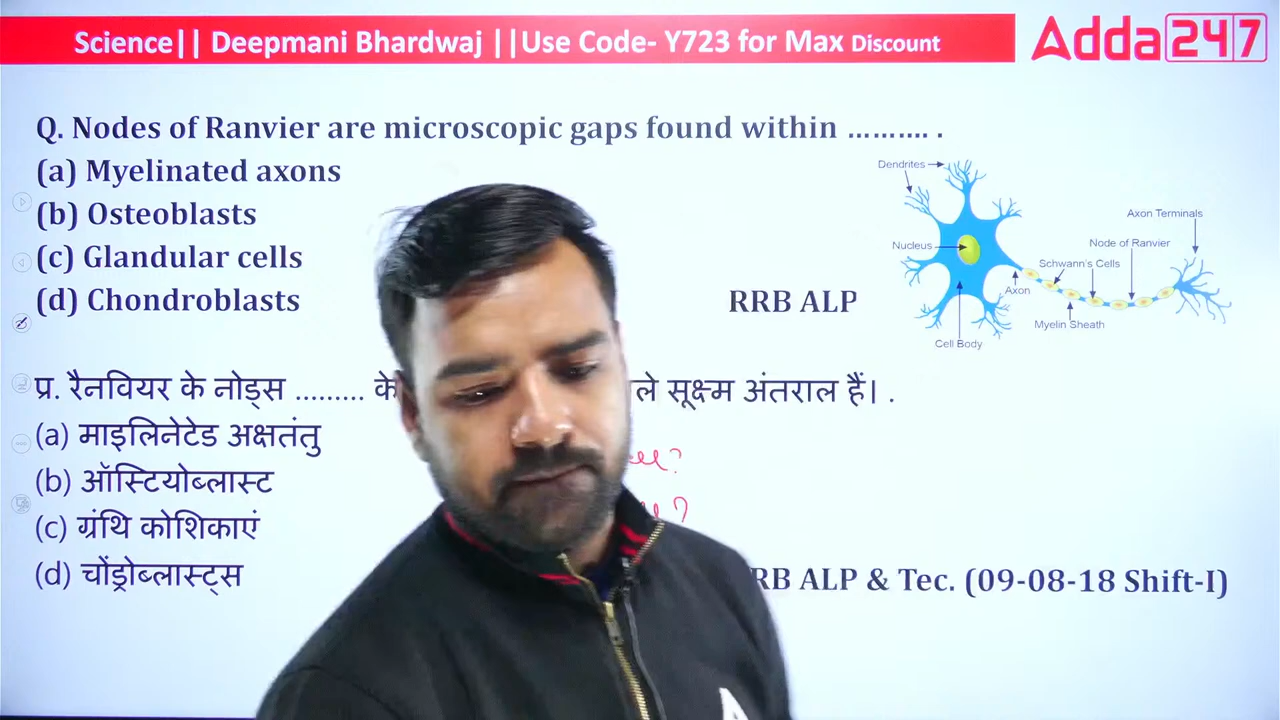 Science|| Deepmani Bhardwaj ||Use Code- Y723 for Max Discount
Adda247
Q. Nodes of Ranvier are microscopic gaps found within .......... .
(a) Myelinated axons
(b) Osteoblasts
(c) Glandular cells
(d) Chondroblasts
RRB ALP
Dendrites
Nucleus
Cell Body
Axon
Myelin Sheath
Schwann's Cells
Node of Ranvier
Axon Terminals
प्र. रैनवियर के नोड्स ......... के ले सूक्ष्म अंतराल हैं। .
(a) माइलिनेटेड अक्षतंतु
(b) ऑस्टियोब्लास्ट
(c) ग्रंथि कोशिकाएं
(d) चोंड्रोब्लास्ट्स
RB ALP & Tec. (09-08-18 Shift-I)